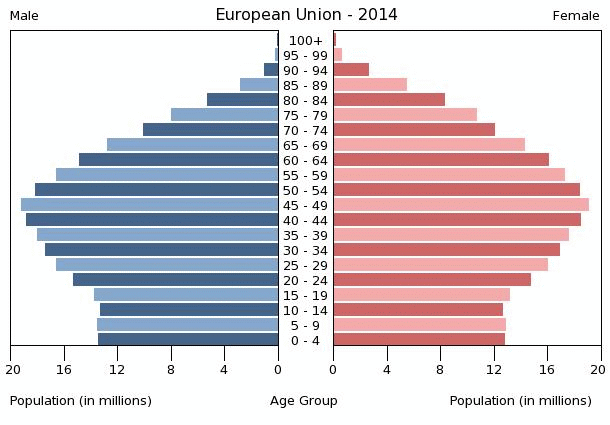 Male European Union - 2014 Female
100+
95 - 99
90 - 94
85 - 89
80 - 84
75 - 79
70 - 74
65 - 69
60 - 64
55 - 59
50 - 54
45 - 49
40 - 44
35 - 39
30 - 34
25 - 29
20 - 24
15 - 19
10 - 14
5 - 9
0 - 4
20 16 12 8 4 0 0 4 8 12 16 20
Population (in millions) Age Group Population (in millions)